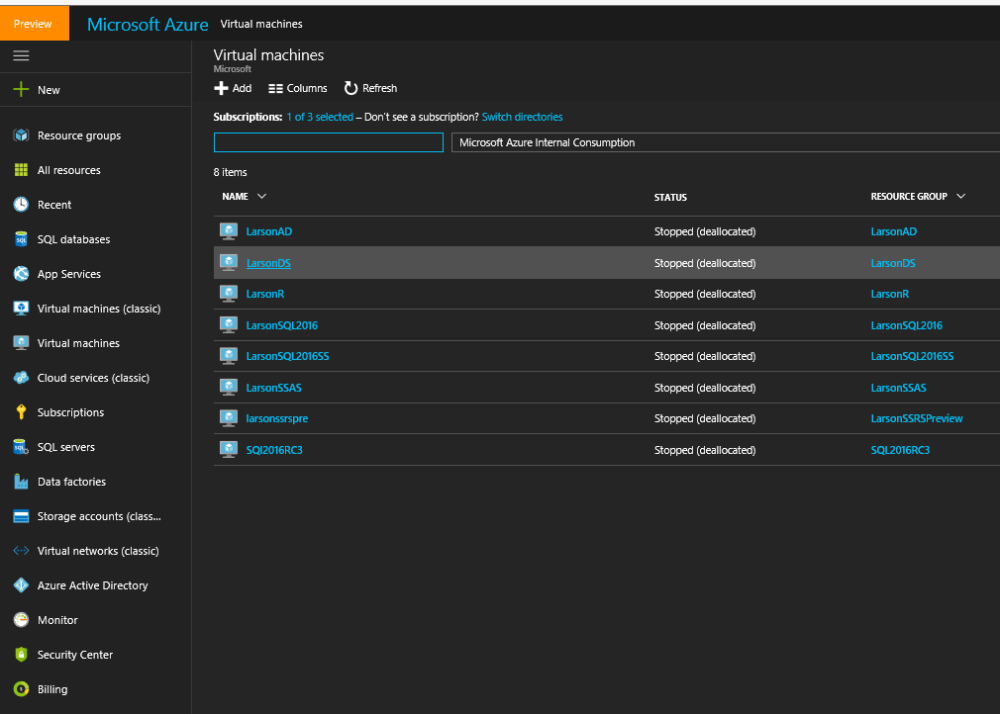 Preview
Microsoft Azure Virtual machines
New
Resource groups
All resources
Recent
SQL databases
App Services
Virtual machines (classic)
Virtual machines
Cloud services (classic)
Subscriptions
SQL servers
Data factories
Storage accounts (class...
Virtual networks (classic)
Azure Active Directory
Monitor
Security Center
Billing
Virtual machines
Microsoft
Add Columns Refresh
Subscriptions: 1 of 3 selected – Don't see a subscription? Switch directories
Microsoft Azure Internal Consumption
8 items
NAME STATUS RESOURCE GROUP
LarsonAD Stopped (deallocated) LarsonAD
LarsonDS Stopped (deallocated) LarsonDS
LarsonR Stopped (deallocated) LarsonR
LarsonSQL2016 Stopped (deallocated) LarsonSQL2016
LarsonSQL2016SS Stopped (deallocated) LarsonSQL2016SS
LarsonSSAS Stopped (deallocated) LarsonSSAS
larsonssrspre Stopped (deallocated) LarsonSSRSPreview
SQl2016RC3 Stopped (deallocated) SQL2016RC3